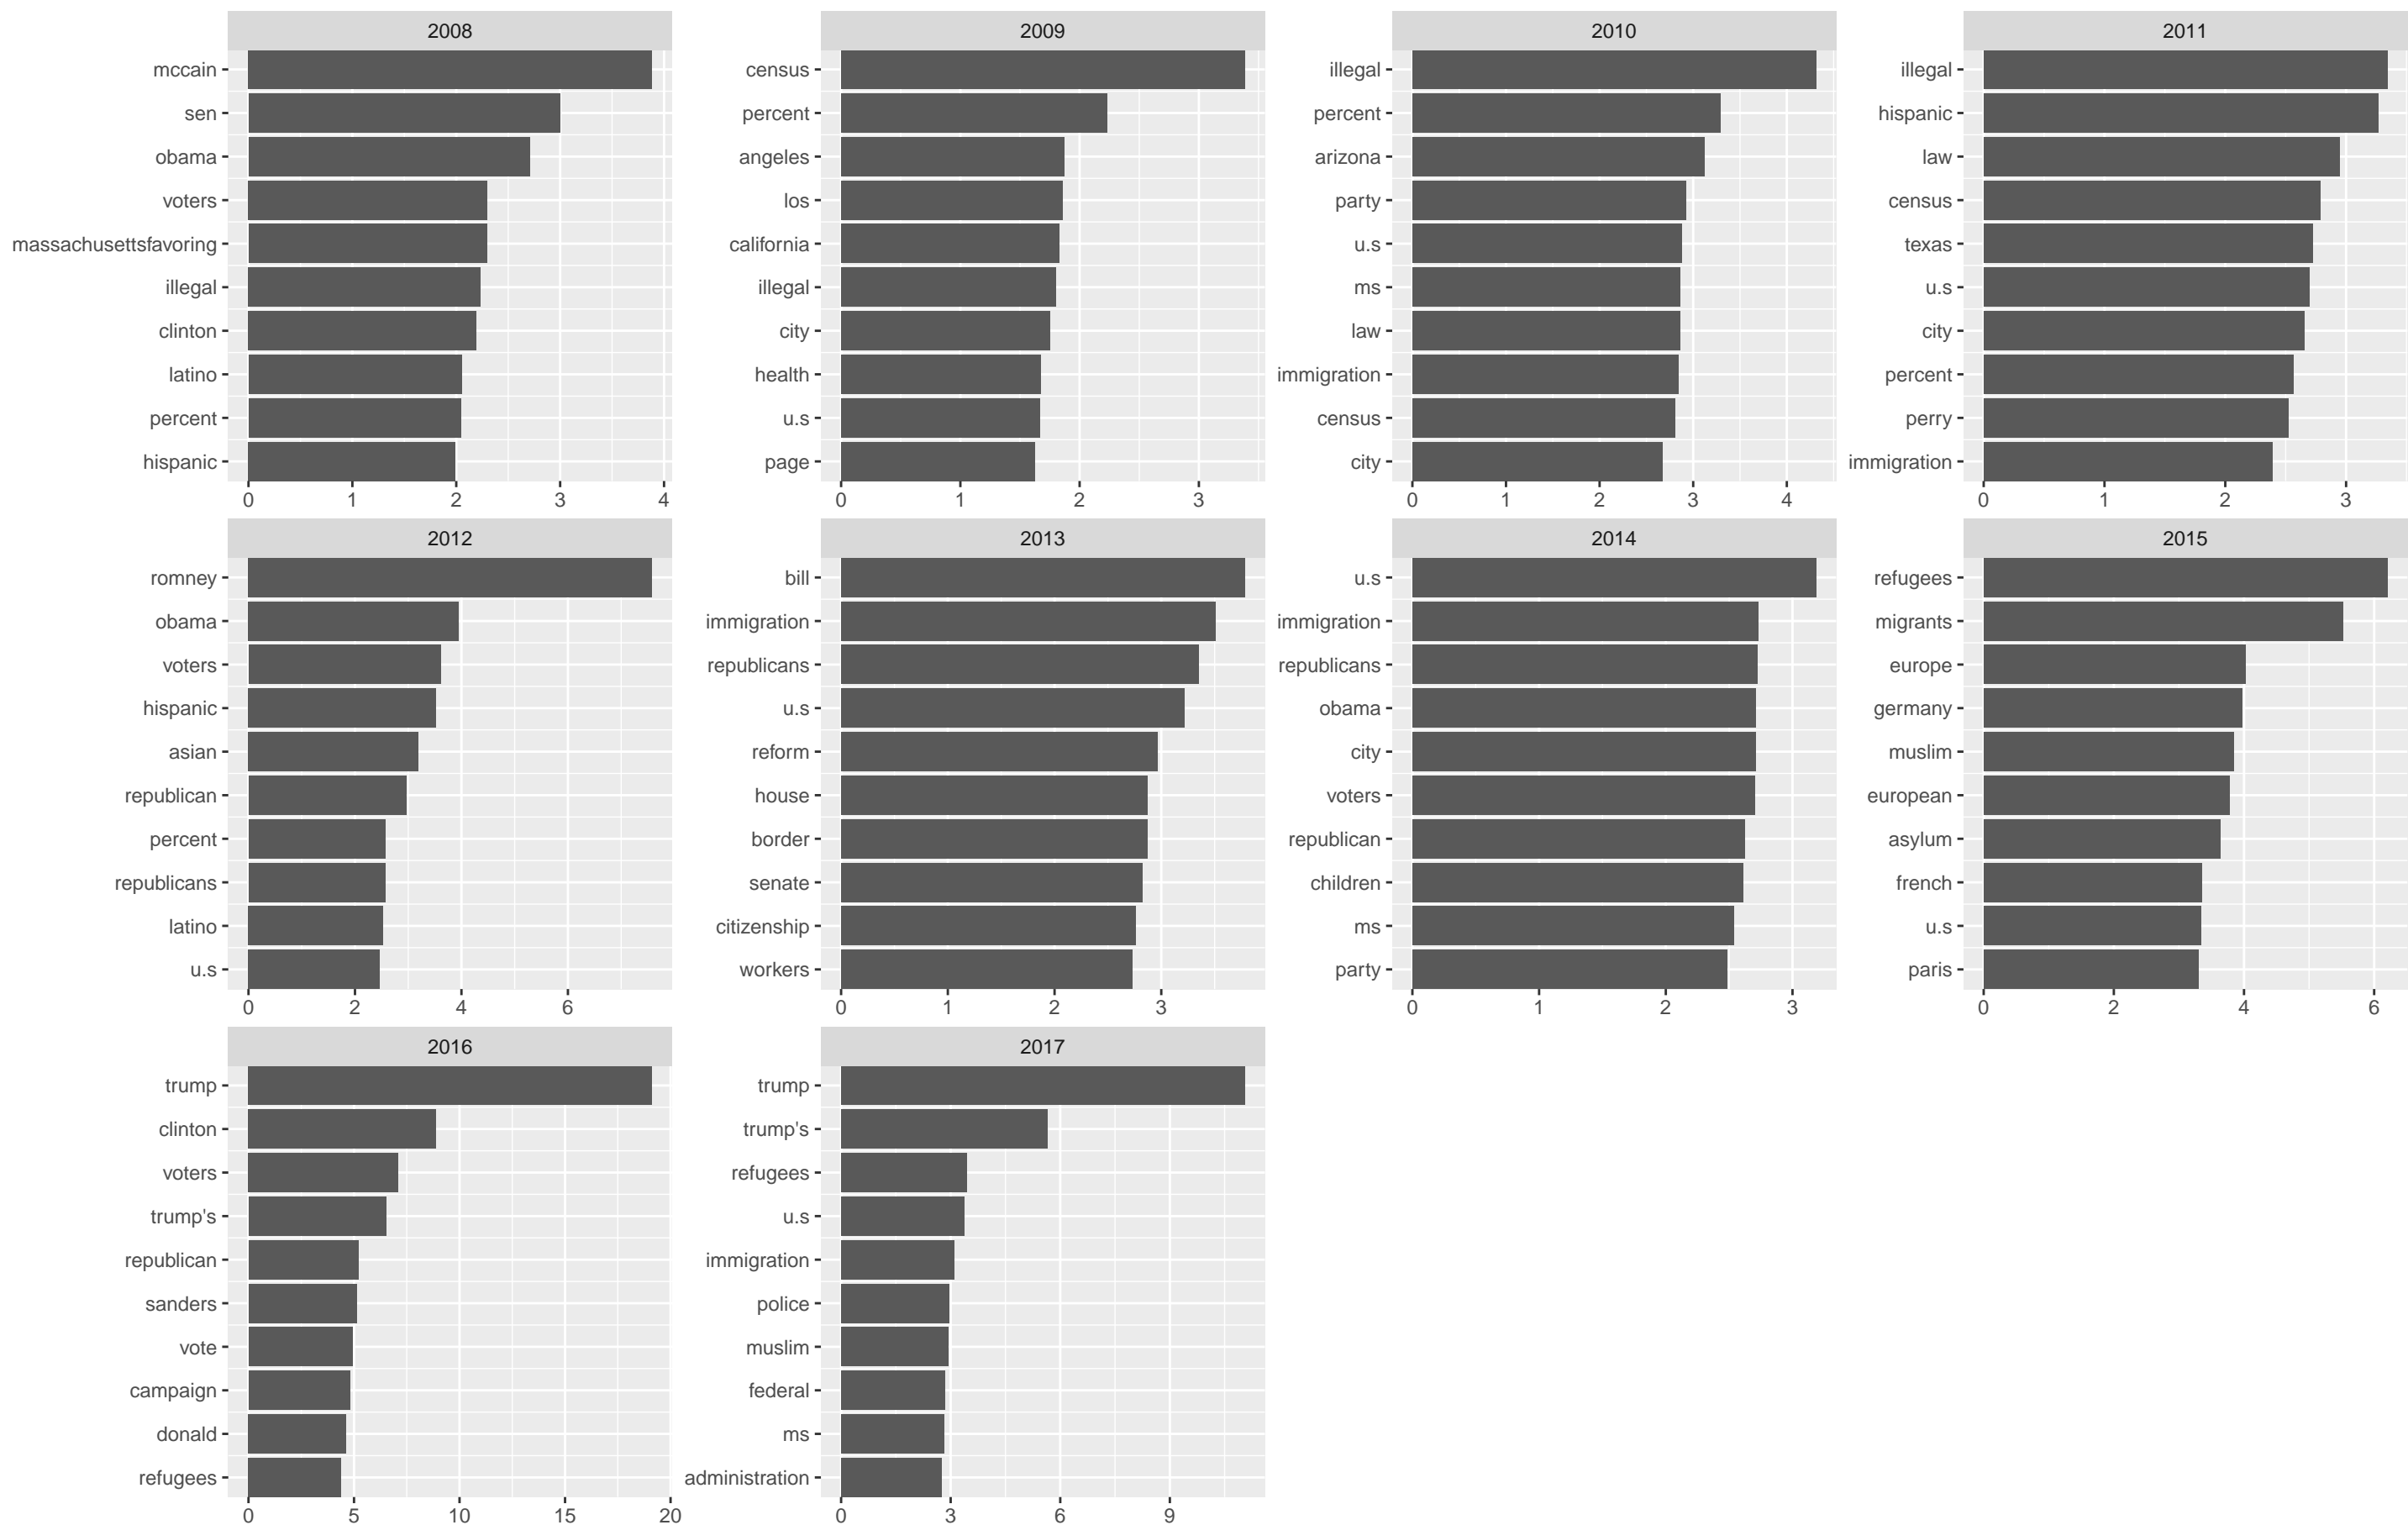 2008
mccain
sen
obama
voters
massachusettsfavoring
illegal
clinton
latino
percent
hispanic
0 1 2 3 4
2009
census
percent
angeles
los
california
illegal
city
health
u.s
page
0 1 2 3
2010
illegal
percent
arizona
party
u.s
ms
law
immigration
census
city
0 1 2 3 4
2011
illegal
hispanic
law
census
texas
u.s
city
percent
perry
immigration
0 1 2 3
2012
romney
obama
voters
hispanic
asian
republican
percent
republicans
latino
u.s
0 2 4 6
2013
bill
immigration
republicans
u.s
reform
house
border
senate
citizenship
workers
0 1 2 3
2014
u.s
immigration
republicans
obama
city
voters
republican
children
ms
party
0 1 2 3
2015
refugees
migrants
europe
germany
muslim
european
asylum
french
u.s
paris
0 2 4 6
2016
trump
clinton
voters
trump's
republican
sanders
vote
campaign
donald
refugees
0 5 10 15 20
2017
trump
trump's
refugees
u.s
immigration
police
muslim
federal
ms
administration
0 3 6 9